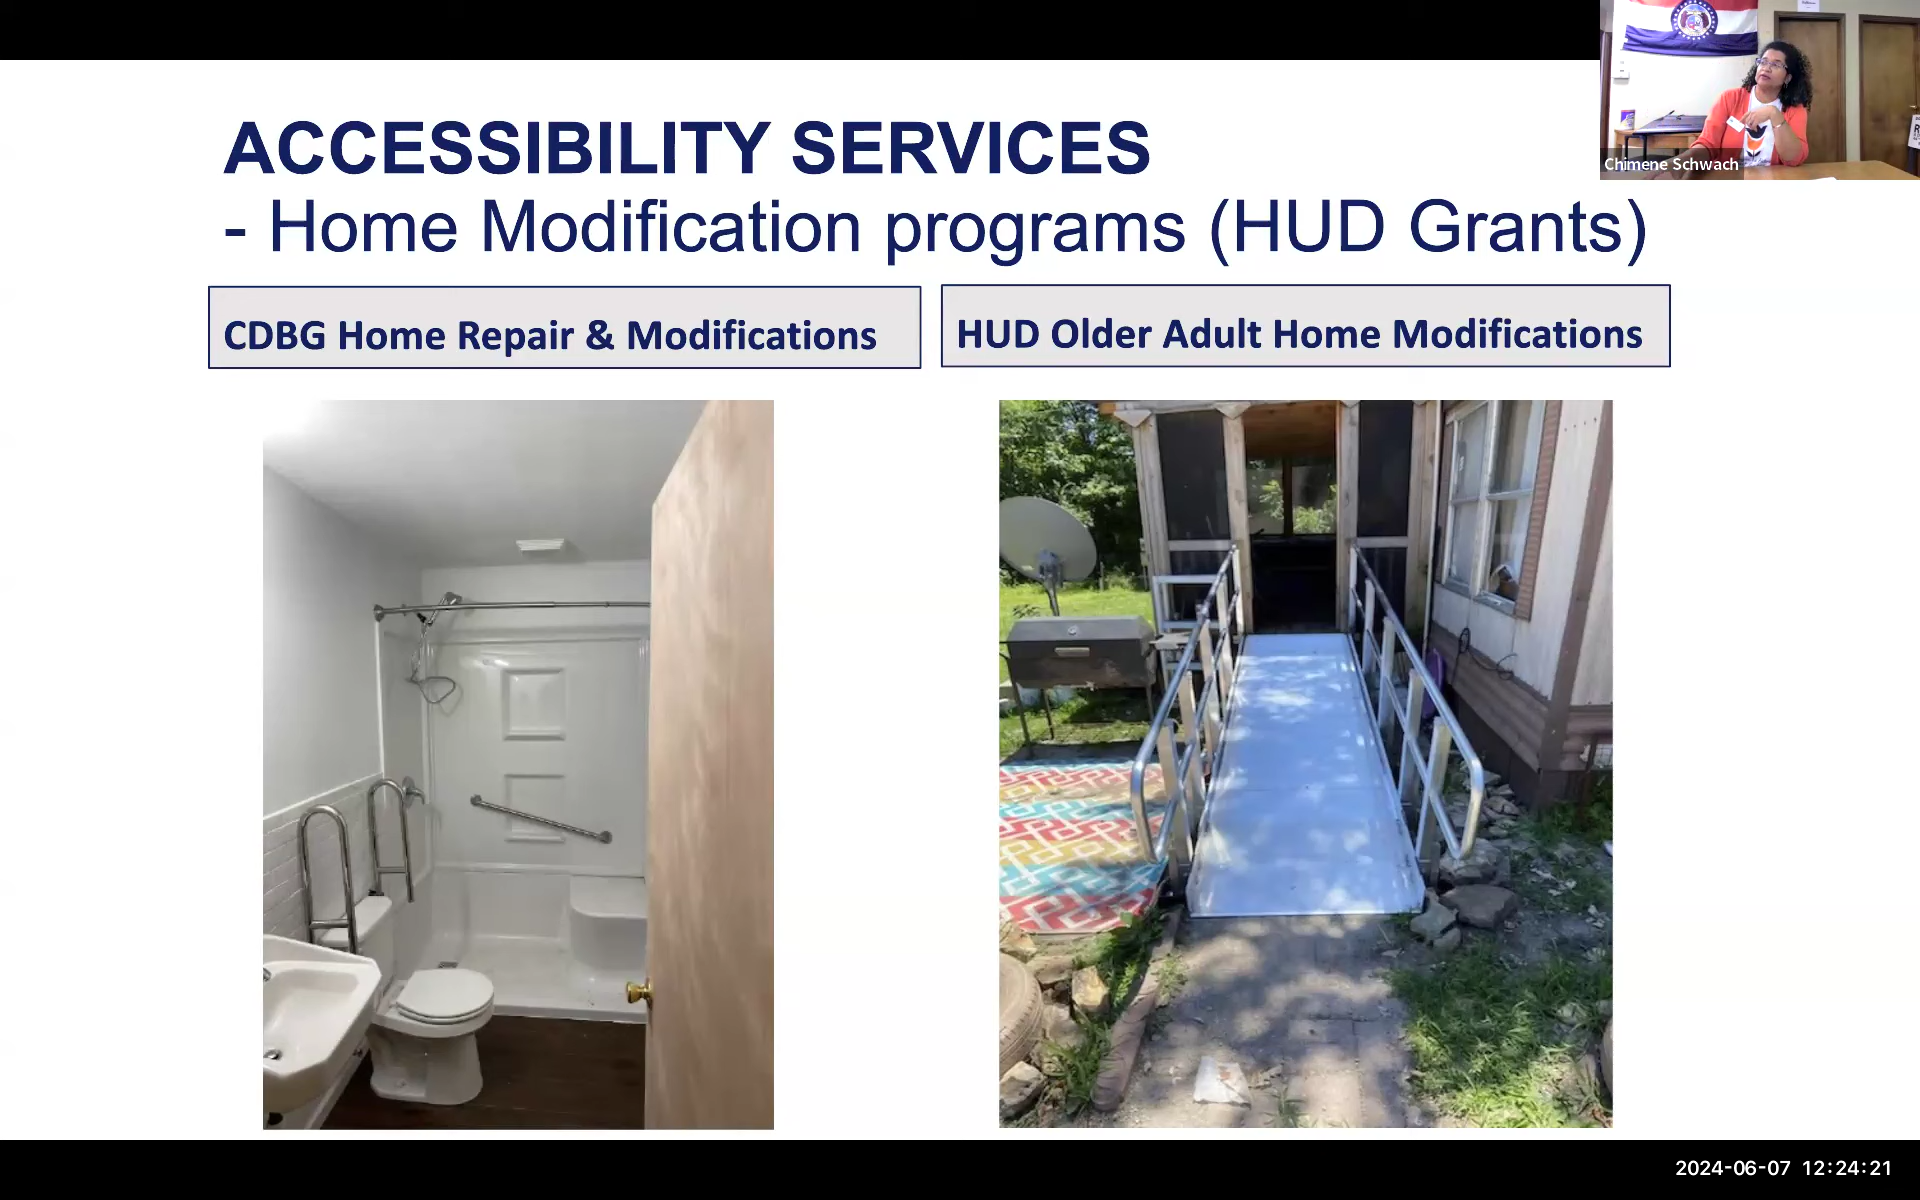 ACCESSIBILITY SERVICES
- Home Modification programs (HUD Grants)
CDBG Home Repair & Modifications
HUD Older Adult Home Modifications
Chimene Schwach
2024-06-07 12:24:21